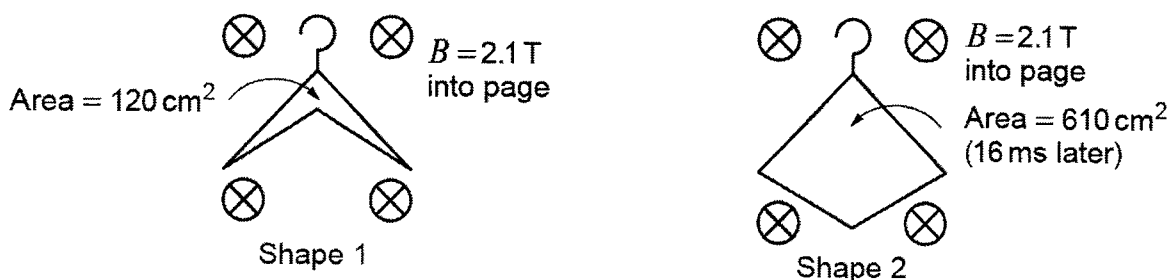 B = 2.1 T
into page
Area = 120 cm²
Shape 1
B = 2.1 T
into page
Area = 610 cm²
(16 ms later)
Shape 2